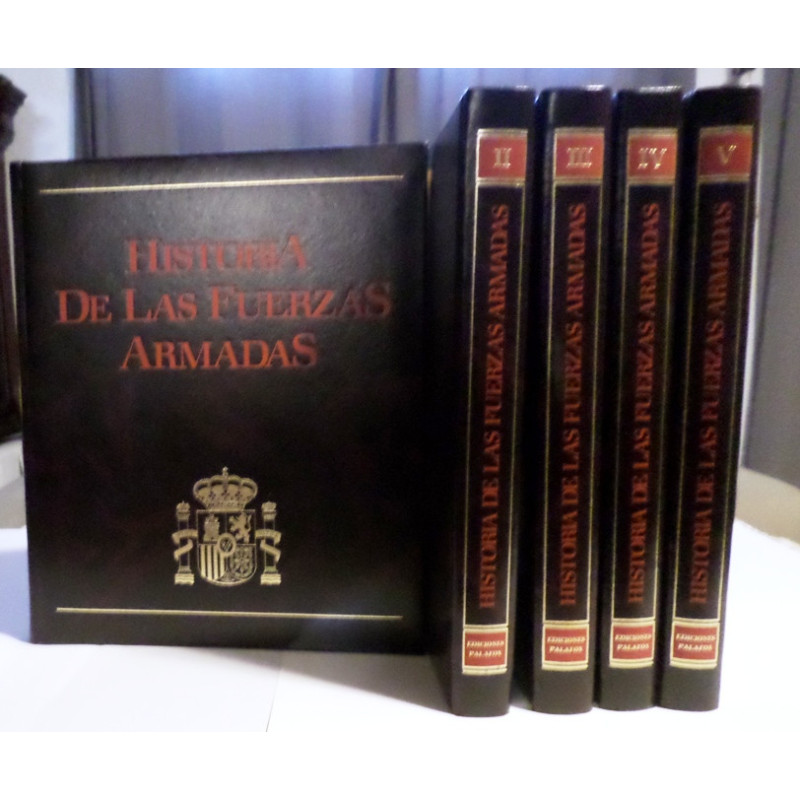 HISTORIA
DE LAS FUERZAS
ARMADAS
II
HISTORIA DE LAS FUERZAS ARMADAS
EDICIONES
PALAFOX
III
HISTORIA DE LAS FUERZAS ARMADAS
EDICIONES
PALAFOX
IV
HISTORIA DE LAS FUERZAS ARMADAS
EDICIONES
PALAFOX
V
HISTORIA DE LAS FUERZAS ARMADAS
EDICIONES
PALAFOX